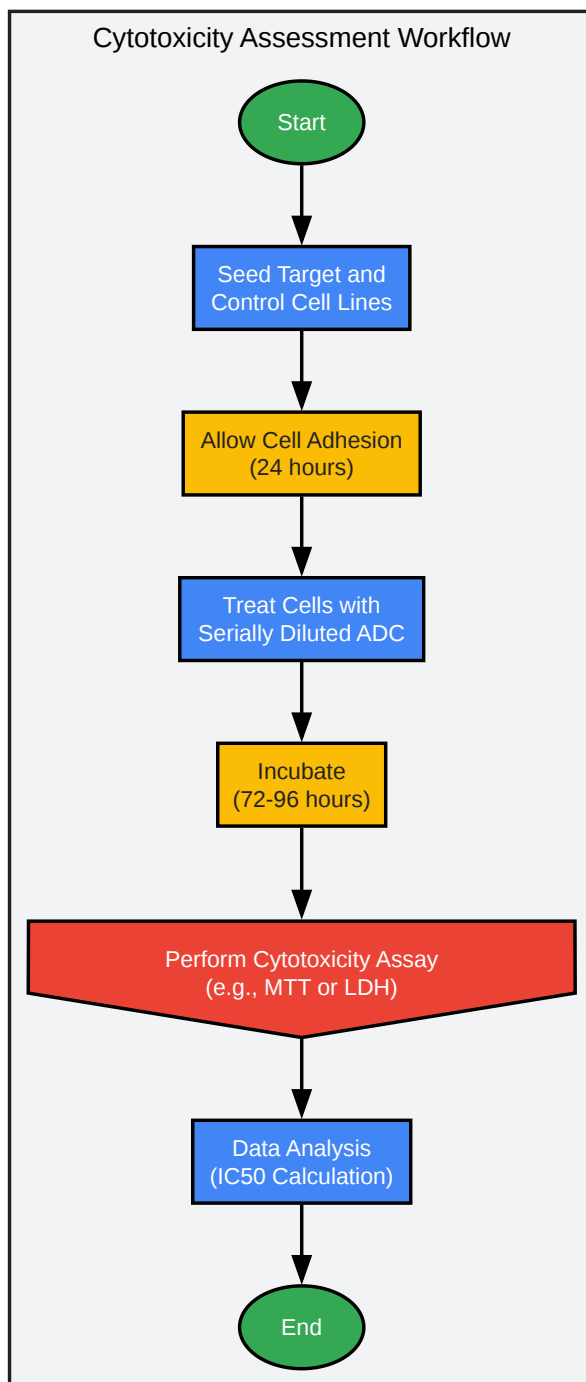 Cytotoxicity Assessment Workflow
Start
Seed Target and
Control Cell Lines
Allow Cell Adhesion
(24 hours)
Treat Cells with
Serially Diluted ADC
Incubate
(72-96 hours)
Perform Cytotoxicity Assay
(e.g., MTT or LDH)
Data Analysis
(IC50 Calculation)
End